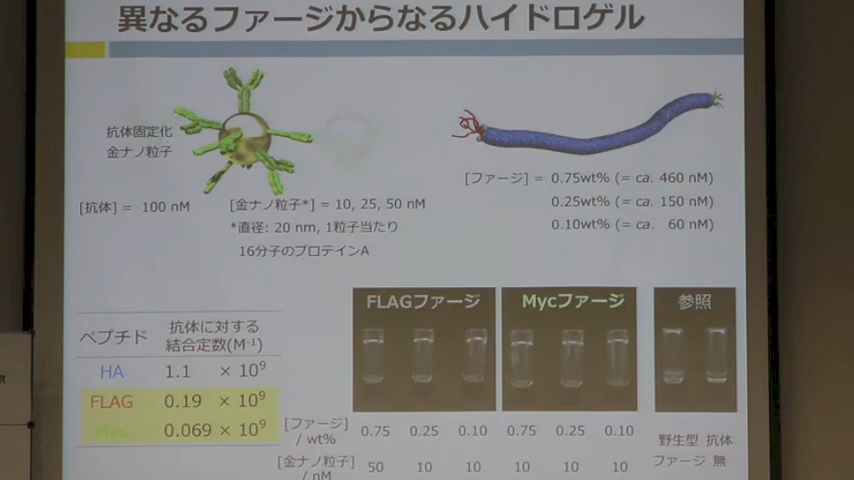 異なるファージからなるハイドロゲル
抗体固定化
金ナノ粒子
[抗体] = 100 nM
[金ナノ粒子*] = 10, 25, 50 nM
*直径: 20 nm, 1粒子当たり
16分子のプロテインA
[ファージ] = 0.75wt% (= ca. 460 nM)
0.25wt% (= ca. 150 nM)
0.10wt% (= ca. 60 nM)
ペプチド 抗体に対する
結合定数(M⁻¹)
HA 1.1 × 10⁹
FLAG 0.19 × 10⁹
Myc 0.069 × 10⁹
FLAGファージ Mycファージ 参照
[ファージ]
/ wt% 0.75 0.25 0.10 0.75 0.25 0.10
野生型 抗体
ファージ 無
[金ナノ粒子]
/ nM 50 10 10 10 10 10